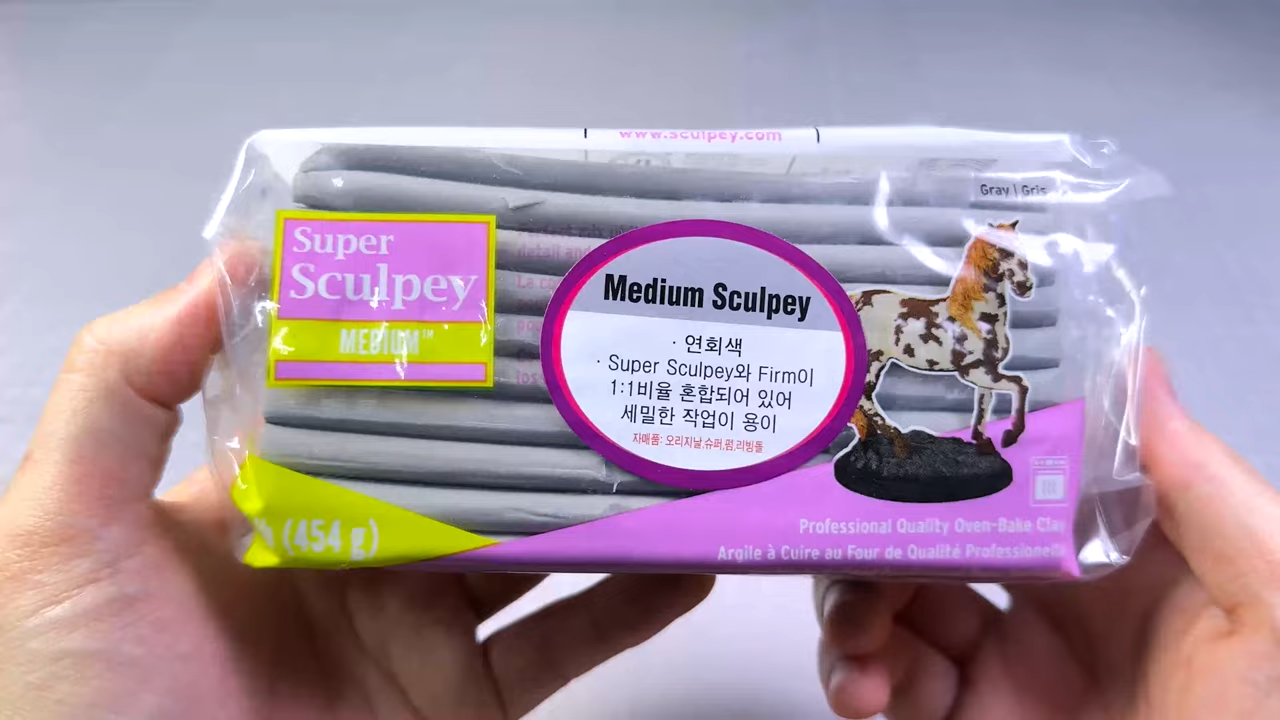 www.sculpey.com
Gray | Gris
Super
Sculpey
MEDIUM™
Medium Sculpey
· 연회색
· Super Sculpey와 Firm이
1:1비율 혼합되어 있어
세밀한 작업이 용이
자매품: 오리지날,슈퍼,펌,리빙돌
(454 g)
Professional Quality Oven-Bake Clay
Argile à Cuire au Four de Qualité Professionelle